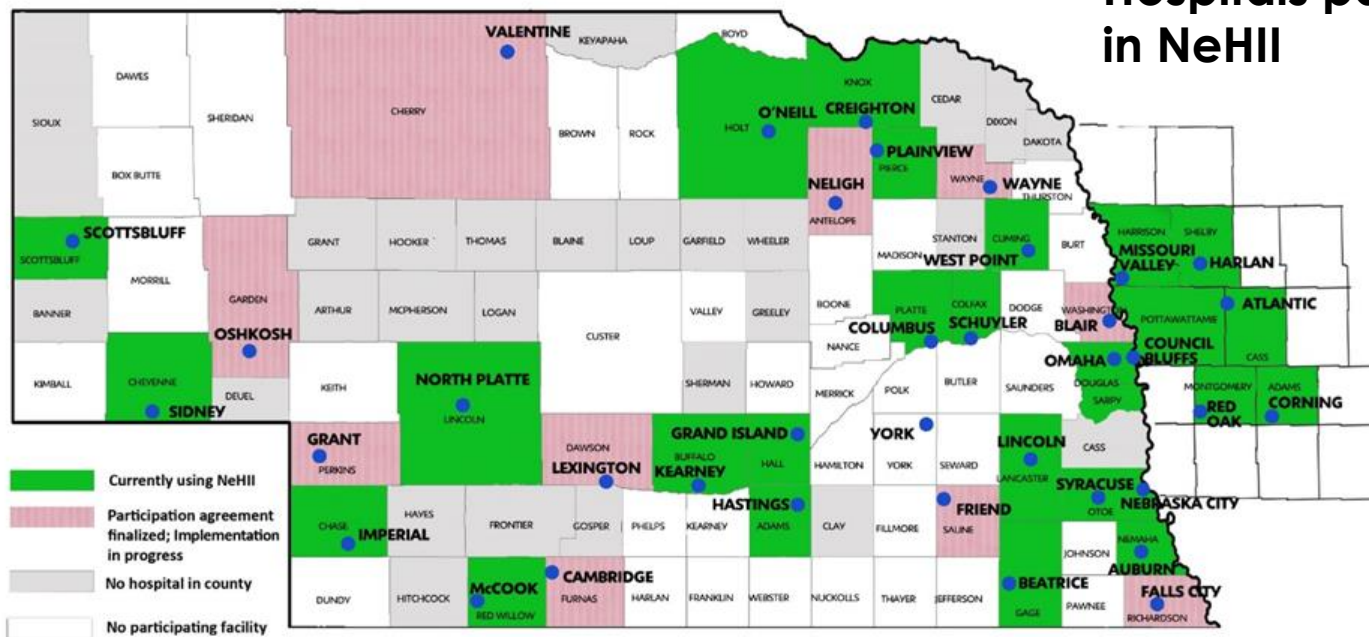 Hospitals p
in NeHII
VALENTINE
KEYAPAHA
BOYD
DAWES
KNOX
SIOUX
SHERIDAN
CHERRY
CEDAR
O'NEILL
CREIGHTON
HOLT
BROWN
ROCK
DIXON
DAKOTA
BOX BUTTE
PLAINVIEW
PIERCE
NELIGH
WAYNE
WAYNE
THURSTON
ANTELOPE
SCOTTSBLUFF
SCOTTSBLUFF
GRANT
HOOKER
THOMAS
BLAINE
LOUP
GARFIELD
WHEELER
STANTON
CUMING
MADISON
WEST POINT
BURT
HARRISON
SHELBY
MISSOURI
VALLEY
HARLAN
MORRILL
GARDEN
BANNER
ARTHUR
MCPHERSON
LOGAN
VALLEY
GREELEY
BOONE
PLATTE
COLFAX
DODGE
WASHINGTON
BLAIR
POTTAWATTAMIE
ATLANTIC
CUSTER
COLUMBUS
SCHUYLER
NANCE
OSHKOSH
COUNCIL
BLUFFS
CASS
OMAHA
DOUGLAS
SARPY
KIMBALL
CHEYENNE
DEUEL
KEITH
NORTH PLATTE
LINCOLN
SHERMAN
HOWARD
MERRICK
POLK
BUTLER
SAUNDERS
MONTGOMERY
ADAMS
RED
OAK
CORNING
SIDNEY
GRANT
PERKINS
DAWSON
LEXINGTON
GRAND ISLAND
BUFFALO
HALL
KEARNEY
HAMILTON
YORK
YORK
SEWARD
LINCOLN
LANCASTER
CASS
SYRACUSE
OTOE
NEBRASKA CITY
Currently using NeHII
Participation agreement
finalized; Implementation
in progress
No hospital in county
No participating facility
CHASE
IMPERIAL
HAYES
FRONTIER
GOSPER
PHELPS
KEARNEY
HASTINGS
ADAMS
CLAY
FILLMORE
FRIEND
SALINE
NEMAHA
AUBURN
JOHNSON
DUNDY
HITCHCOCK
McCOOK
RED WILLOW
CAMBRIDGE
FURNAS
HARLAN
FRANKLIN
WEBSTER
NUCKOLLS
THAYER
JEFFERSON
BEATRICE
GAGE
PAWNEE
FALLS CITY
RICHARDSON